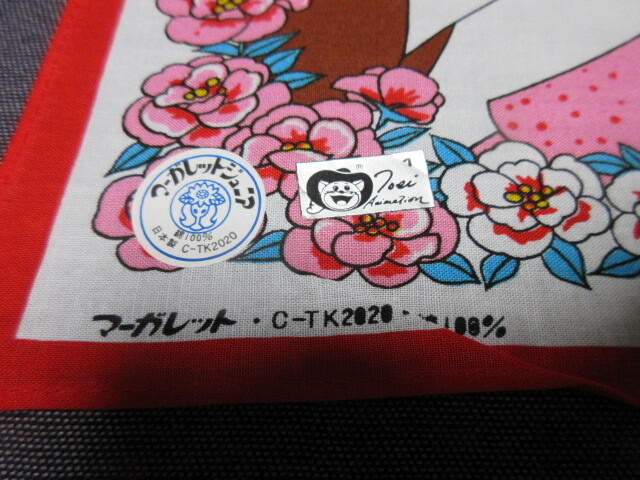 マーガレットジュニア
綿100%
日本製 C-TK2020
®
Toei
Animation
マーガレット・C-TK2020・ 100%